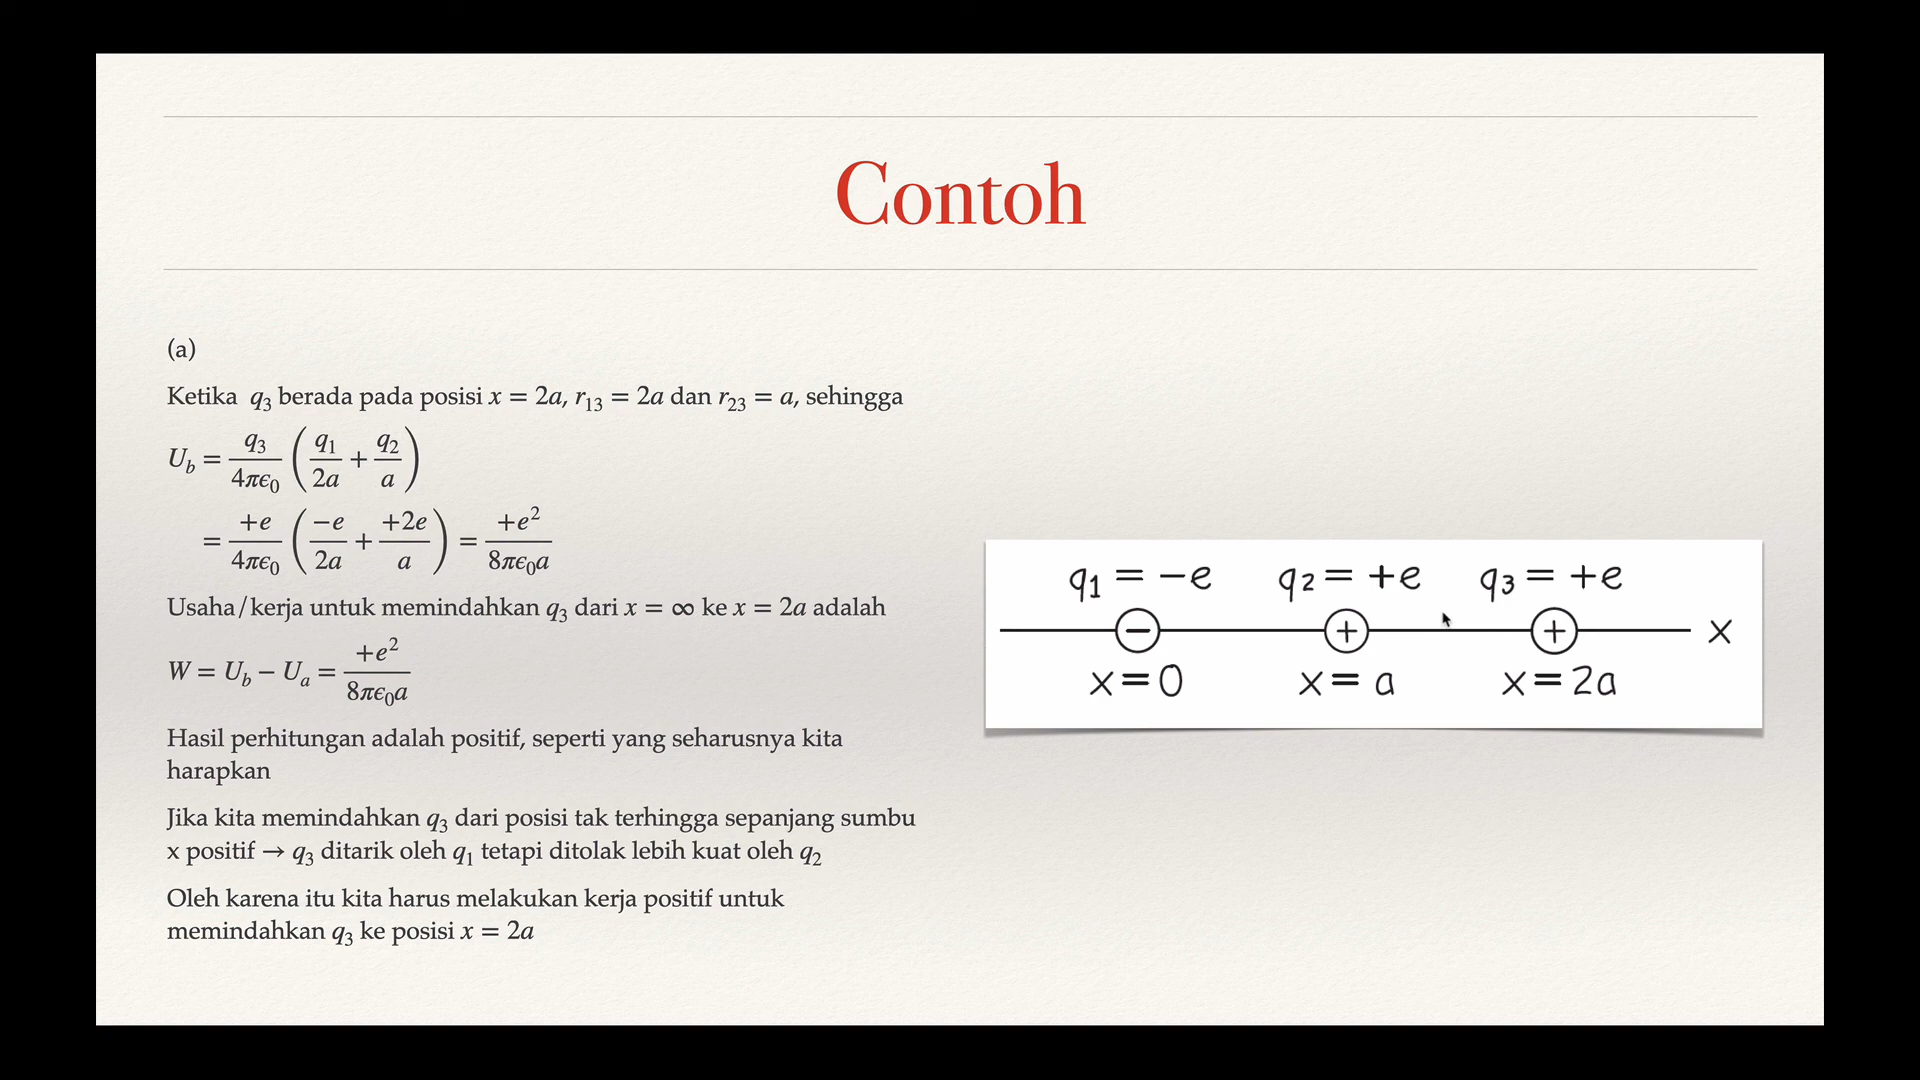 Contoh
(a)
Ketika q₃ berada pada posisi x = 2a, r₁₃ = 2a dan r₂₃ = a, sehingga
U_b = q₃/(4πϵ₀) (q₁/(2a) + q₂/a)
= +e/(4πϵ₀) (−e/(2a) + +2e/a) = +e²/(8πϵ₀a)
Usaha/kerja untuk memindahkan q₃ dari x = ∞ ke x = 2a adalah
W = U_b − U_a = +e²/(8πϵ₀a)
Hasil perhitungan adalah positif, seperti yang seharusnya kita
harapkan
Jika kita memindahkan q₃ dari posisi tak terhingga sepanjang sumbu
x positif → q₃ ditarik oleh q₁ tetapi ditolak lebih kuat oleh q₂
Oleh karena itu kita harus melakukan kerja positif untuk
memindahkan q₃ ke posisi x = 2a
q1 = −e q2 = +e q3 = +e
− + + x
x=0 x= a x=2a